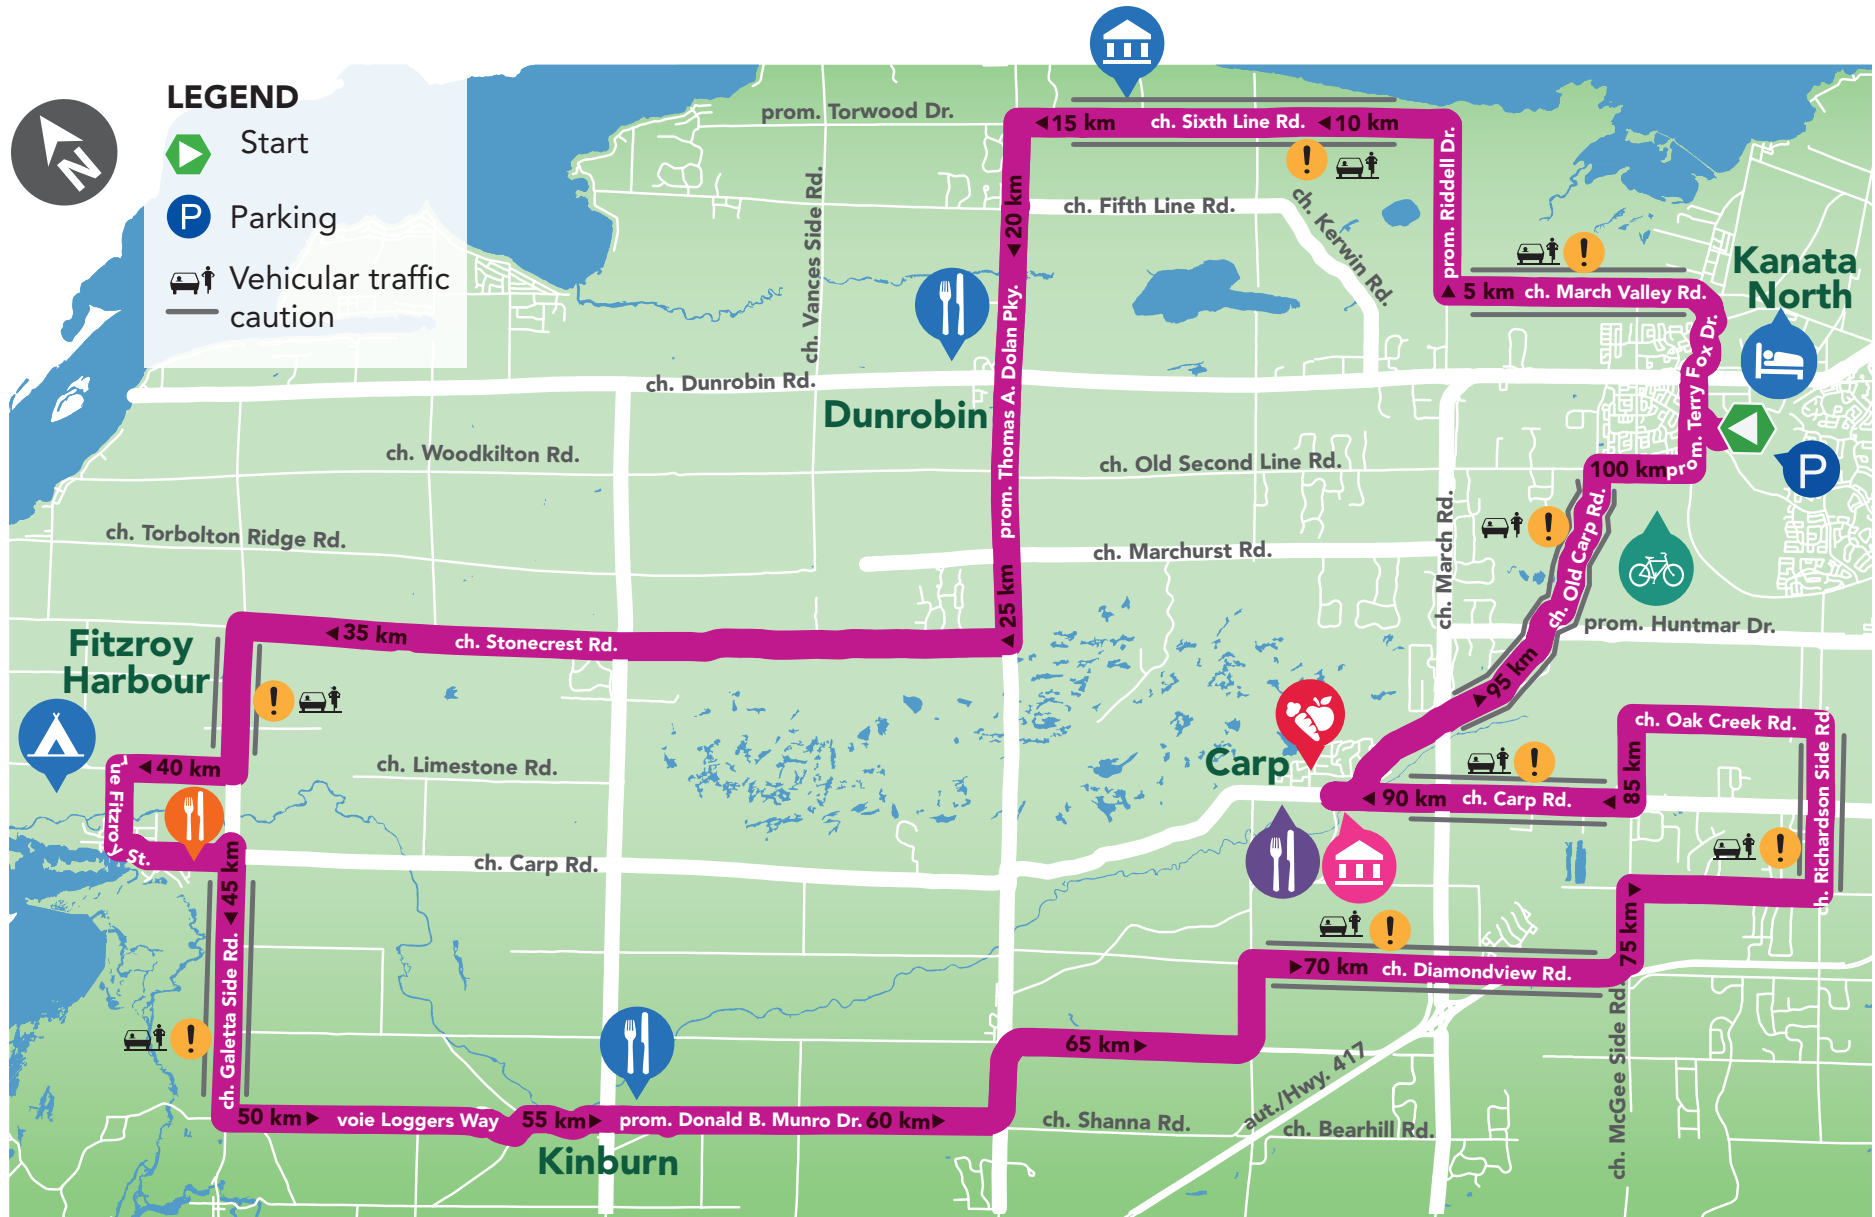 LEGEND
Start
P
Parking
Vehicular traffic
caution
N
prom. Torwood Dr.
15 km
ch. Sixth Line Rd.
10 km
prom. Riddell Dr.
ch. Vances Side Rd.
20 km
ch. Fifth Line Rd.
ch. Kerwin Rd.
!
!
Kanata
North
5 km
ch. March Valley Rd.
prom. Terry Fox Dr.
prom. Thomas A. Dolan Pky.
ch. Dunrobin Rd.
Dunrobin
ch. Woodkilton Rd.
ch. Old Second Line Rd.
100 km
P
ch. Torbolton Ridge Rd.
ch. Marchurst Rd.
ch. March Rd.
!
ch. Old Carp Rd.
25 km
prom. Huntmar Dr.
Fitzroy
Harbour
35 km
ch. Stonecrest Rd.
95 km
!
ch. Oak Creek Rd.
ch. Richardson Side Rd.
Carp
!
85 km
40 km
ch. Limestone Rd.
90 km
ch. Carp Rd.
rue Fitzroy St.
45 km
ch. Carp Rd.
!
!
75 km
70 km
ch. Diamondview Rd.
ch. Galetta Side Rd.
!
65 km
aut./Hwy. 417
ch. McGee Side Rd.
50 km
voie Loggers Way
55 km
prom. Donald B. Munro Dr.
60 km
ch. Shanna Rd.
ch. Bearhill Rd.
Kinburn